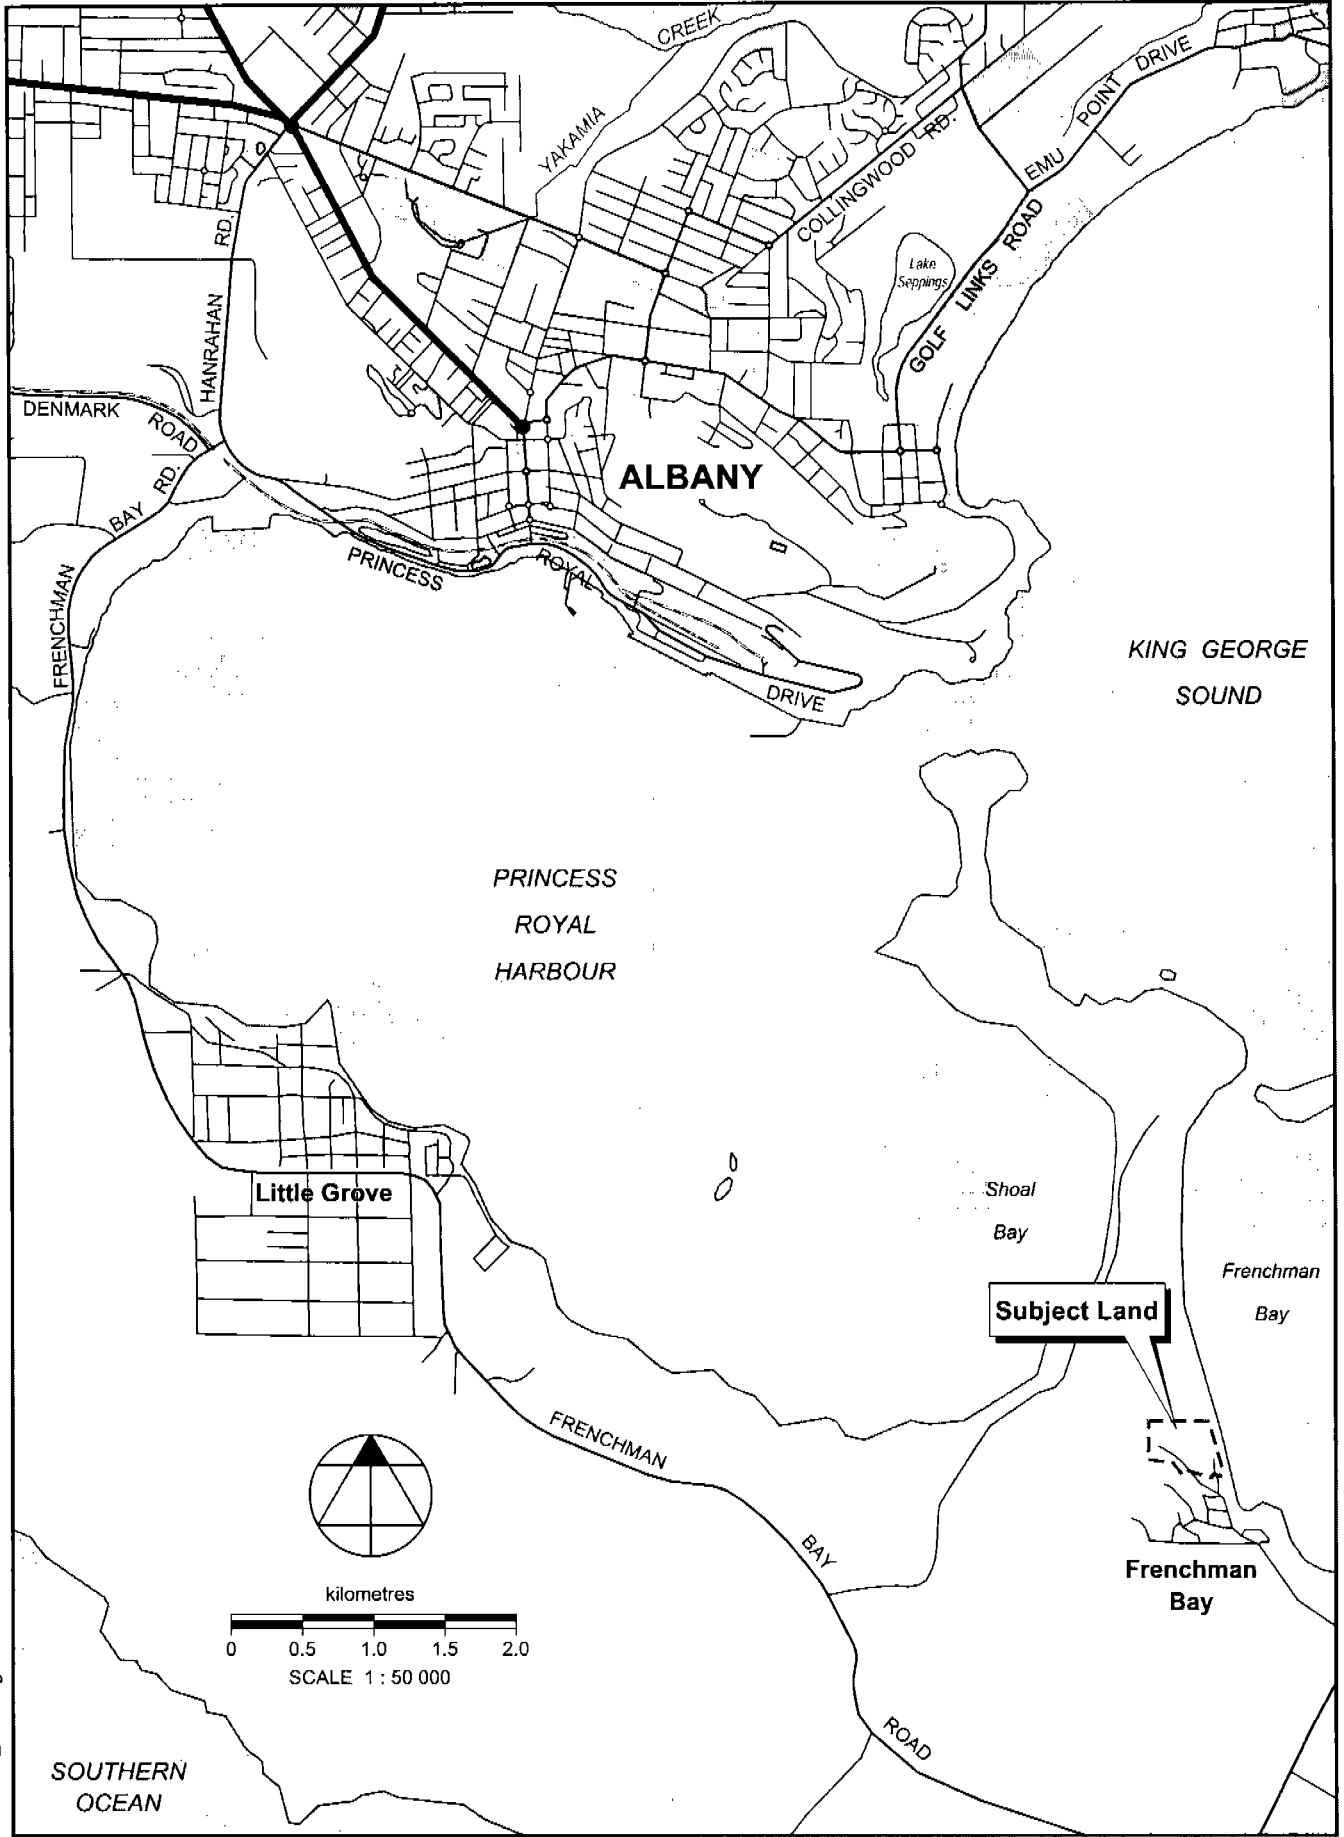 CREEK
YAKAMIA
DRIVE
POINT
EMU
COLLINGWOOD RD.
RD.
HANRAHAN
Lake
Seppings
GOLF LINKS ROAD
DENMARK
ROAD
RD.
BAY
FRENCHMAN
ALBANY
PRINCESS
ROYAL
DRIVE
KING GEORGE
SOUND
PRINCESS
ROYAL
HARBOUR
Little Grove
Shoal
Bay
Frenchman
Bay
Subject Land
FRENCHMAN
BAY
ROAD
Frenchman
Bay
kilometres
0 0.5 1.0 1.5 2.0
SCALE 1 : 50 000
SOUTHERN
OCEAN